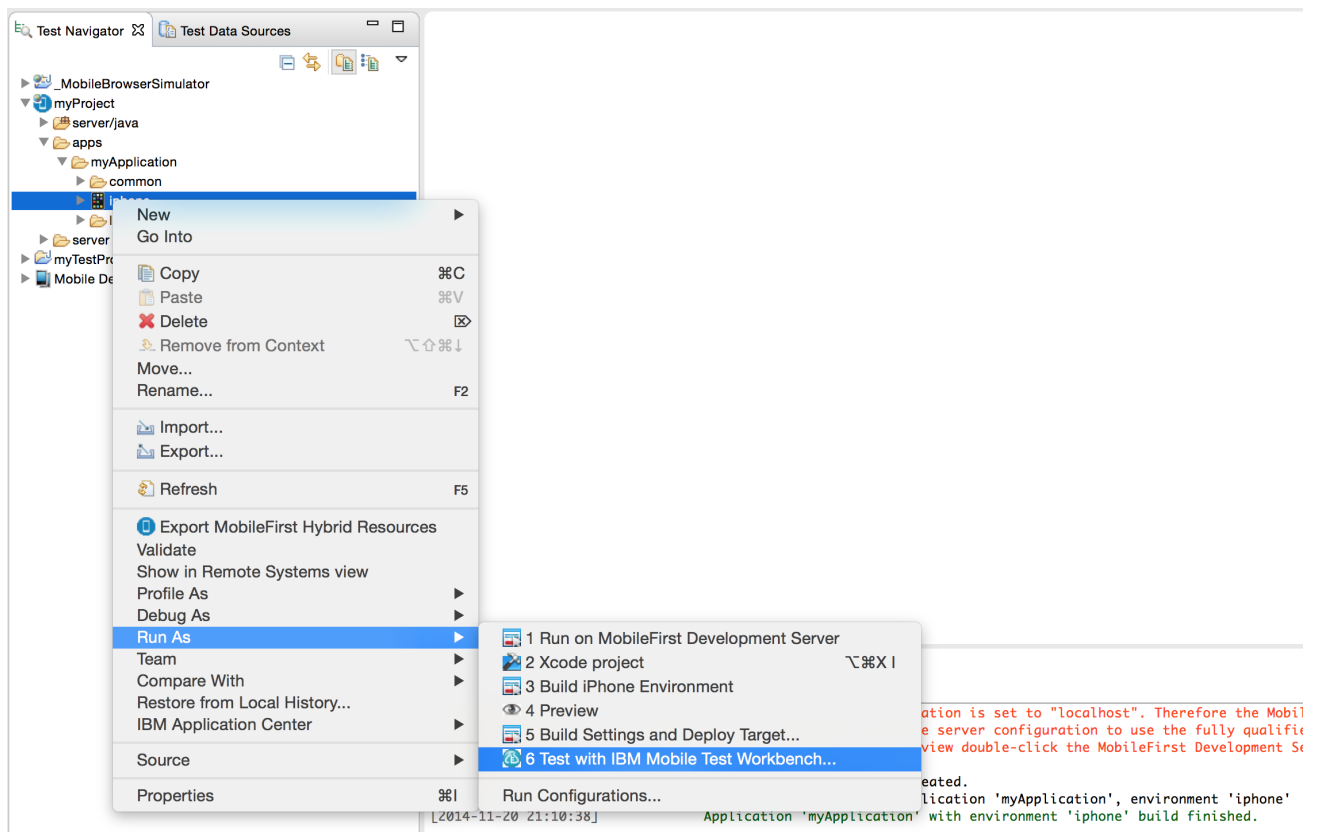 Test Navigator
Test Data Sources
_MobileBrowserSimulator
myProject
server/java
apps
myApplication
common
iphone
server
myTestPro
Mobile De
New
Go Into
Copy ⌘C
Paste ⌘V
Delete ⌦
Remove from Context ⌥⇧⌘↓
Move...
Rename... F2
Import...
Export...
Refresh F5
Export MobileFirst Hybrid Resources
Validate
Show in Remote Systems view
Profile As
Debug As
Run As
Team
Compare With
Restore from Local History...
IBM Application Center
Source
Properties ⌘I
1 Run on MobileFirst Development Server
2 Xcode project ⌥⌘X I
3 Build iPhone Environment
4 Preview
5 Build Settings and Deploy Target...
6 Test with IBM Mobile Test Workbench...
Run Configurations...
ation is set to "localhost". Therefore the Mobil
e server configuration to use the fully qualifie
view double-click the MobileFirst Development Se
eated.
lication 'myApplication', environment 'iphone'
[2014-11-20 21:10:38] Application 'myApplication' with environment 'iphone' build finished.